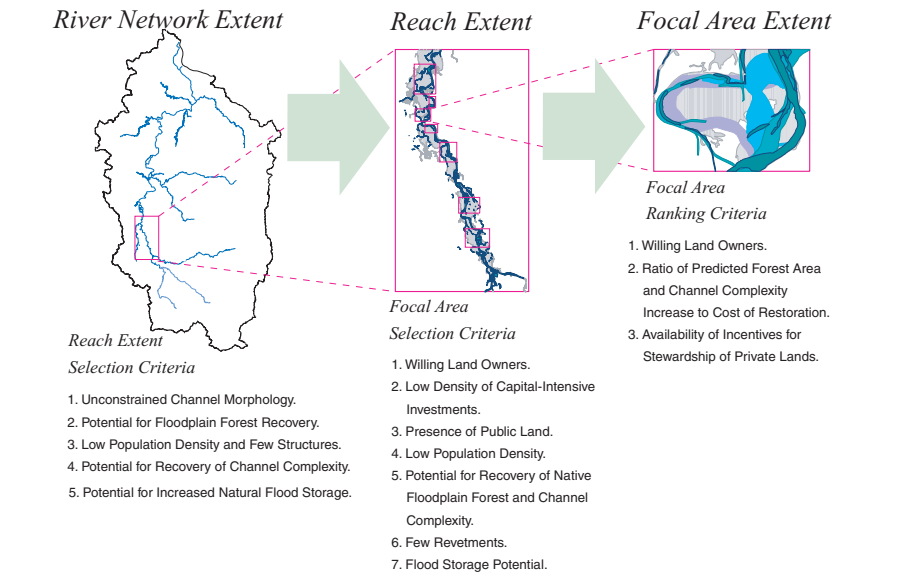 River Network Extent
Reach Extent
Selection Criteria
1. Unconstrained Channel Morphology.
2. Potential for Floodplain Forest Recovery.
3. Low Population Density and Few Structures.
4. Potential for Recovery of Channel Complexity.
5. Potential for Increased Natural Flood Storage.
Reach Extent
Focal Area
Selection Criteria
1. Willing Land Owners.
2. Low Density of Capital-Intensive
Investments.
3. Presence of Public Land.
4. Low Population Density.
5. Potential for Recovery of Native
Floodplain Forest and Channel
Complexity.
6. Few Revetments.
7. Flood Storage Potential.
Focal Area Extent
Focal Area
Ranking Criteria
1. Willing Land Owners.
2. Ratio of Predicted Forest Area
and Channel Complexity
Increase to Cost of Restoration.
3. Availability of Incentives for
Stewardship of Private Lands.